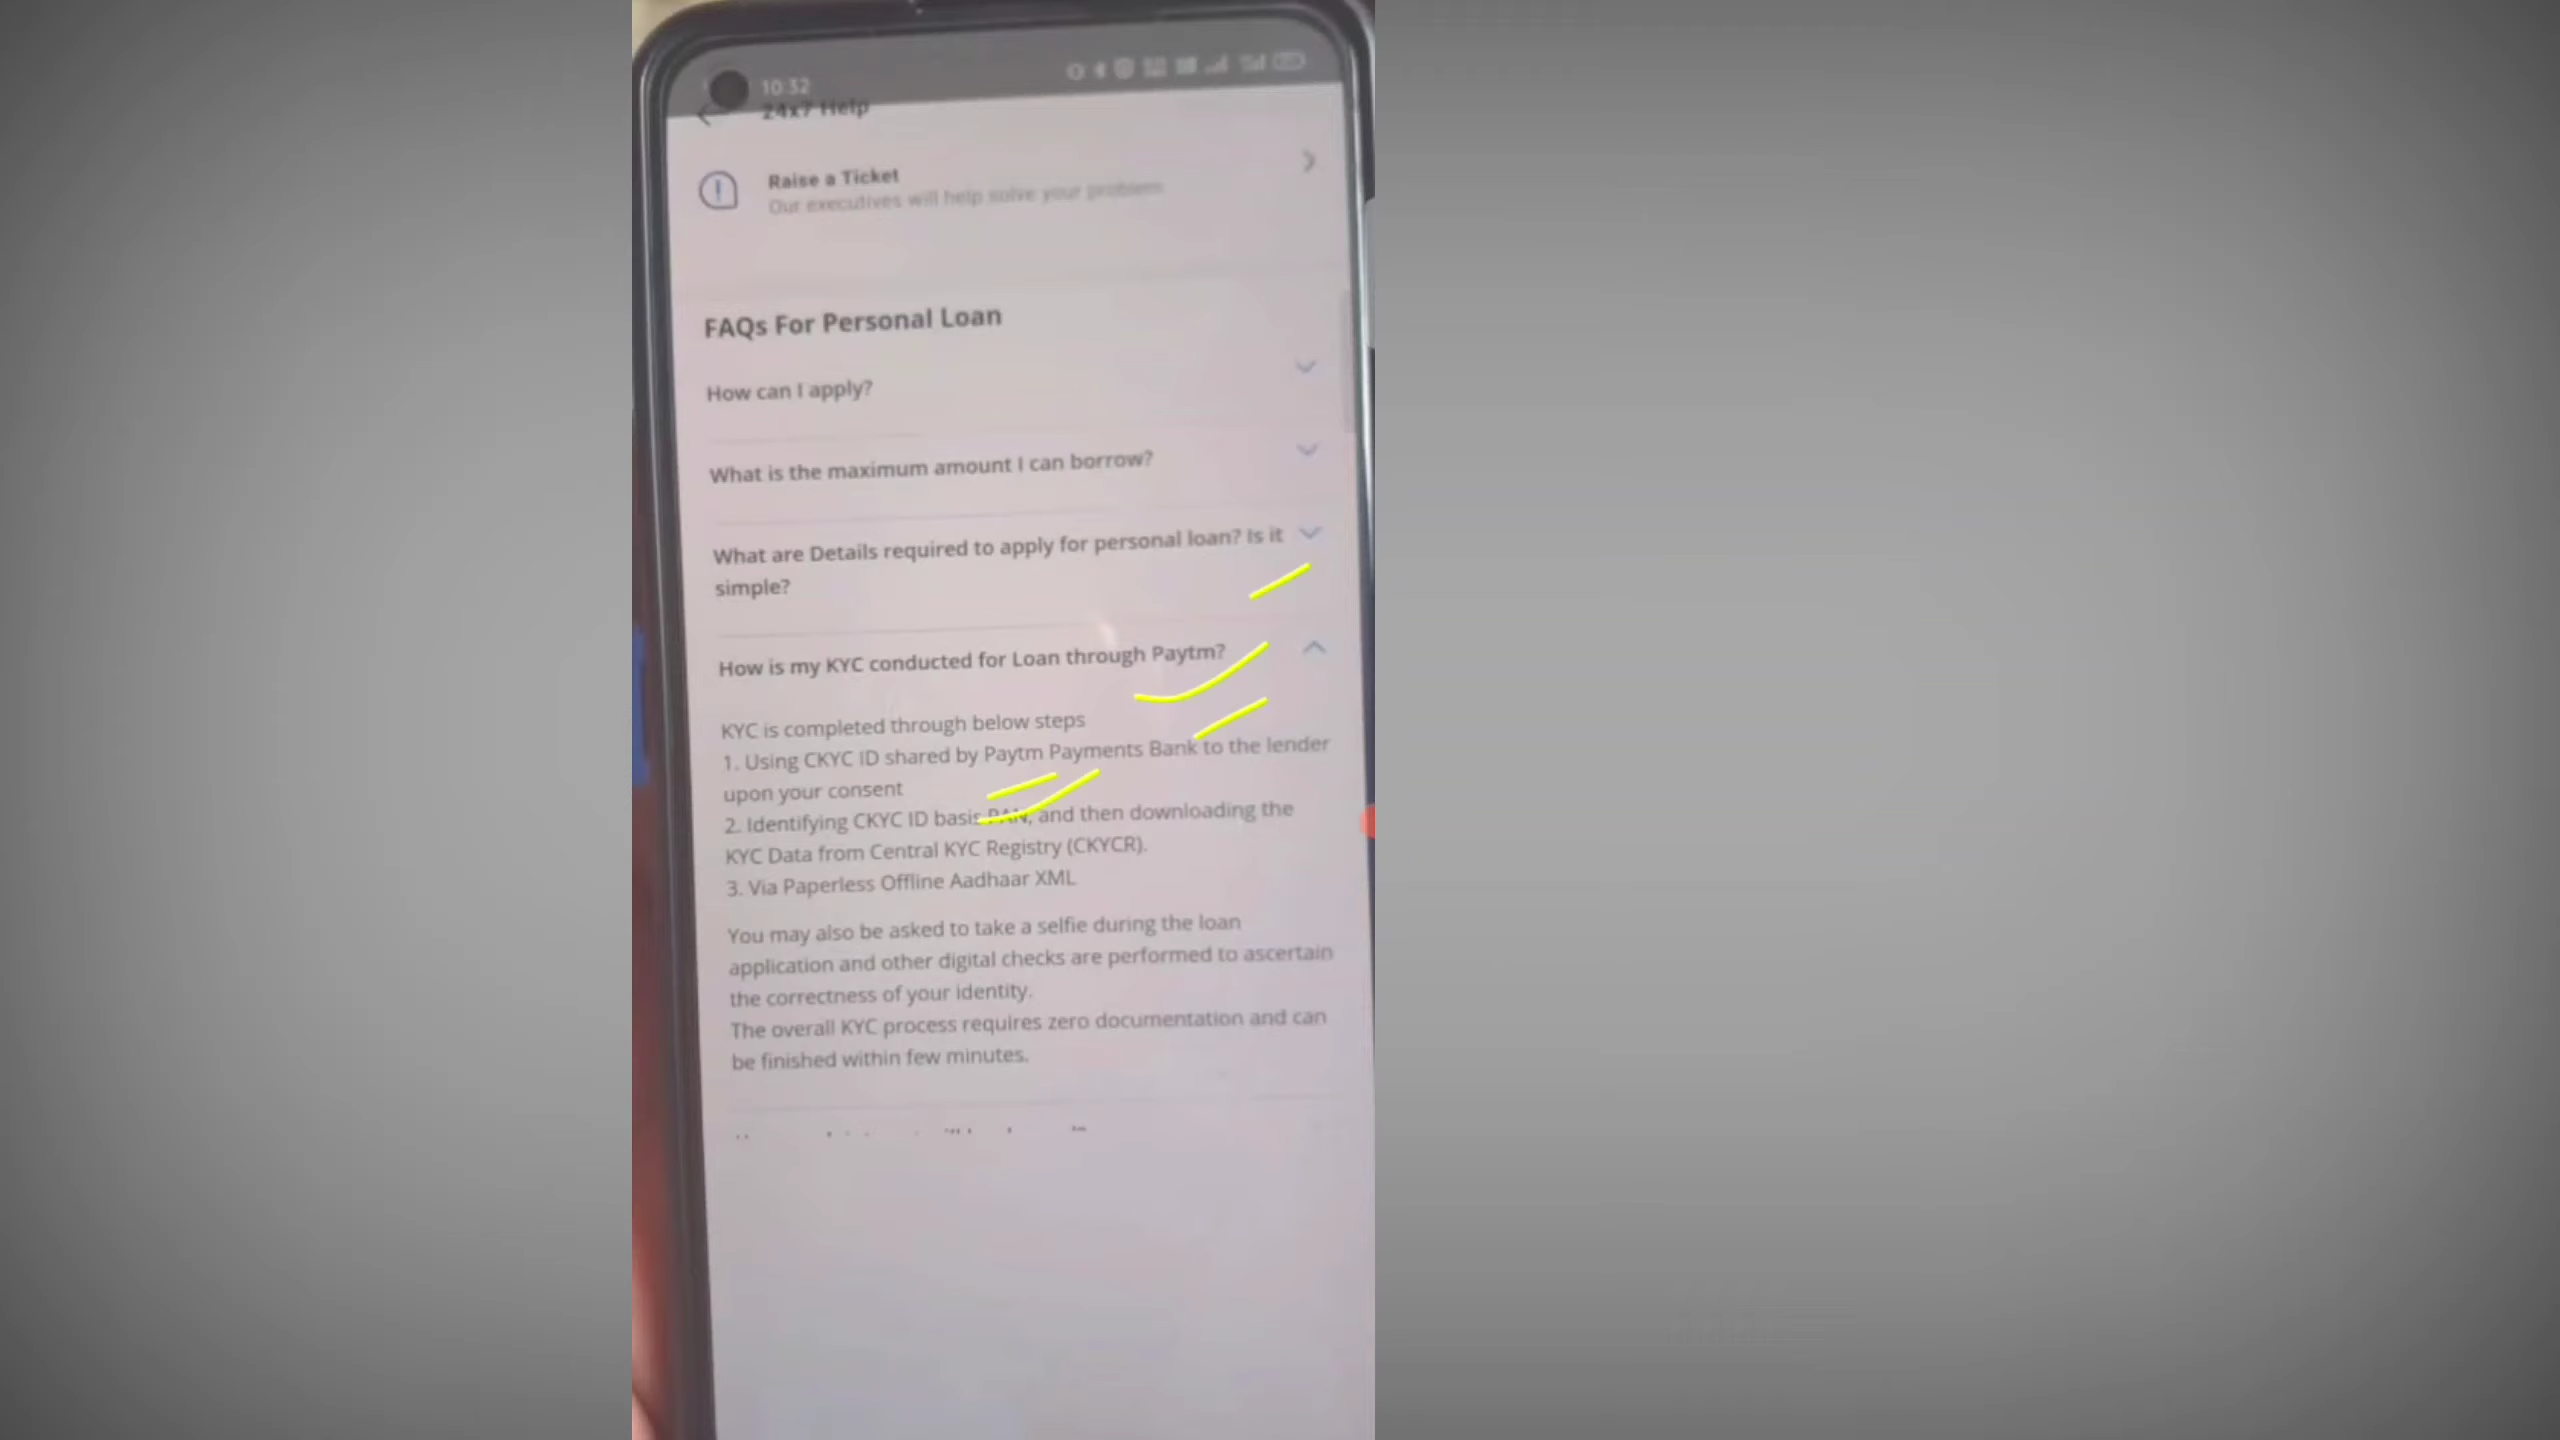 10:32
24x7 Help
Raise a Ticket
Our executives will help solve your problem
FAQs For Personal Loan
How can I apply?
What is the maximum amount I can borrow?
What are Details required to apply for personal loan? Is it
simple?
How is my KYC conducted for Loan through Paytm?
KYC is completed through below steps
1. Using CKYC ID shared by Paytm Payments Bank to the lender
upon your consent
2. Identifying CKYC ID basis PAN, and then downloading the
KYC Data from Central KYC Registry (CKYCR).
3. Via Paperless Offline Aadhaar XML
You may also be asked to take a selfie during the loan
application and other digital checks are performed to ascertain
the correctness of your identity.
The overall KYC process requires zero documentation and can
be finished within few minutes.